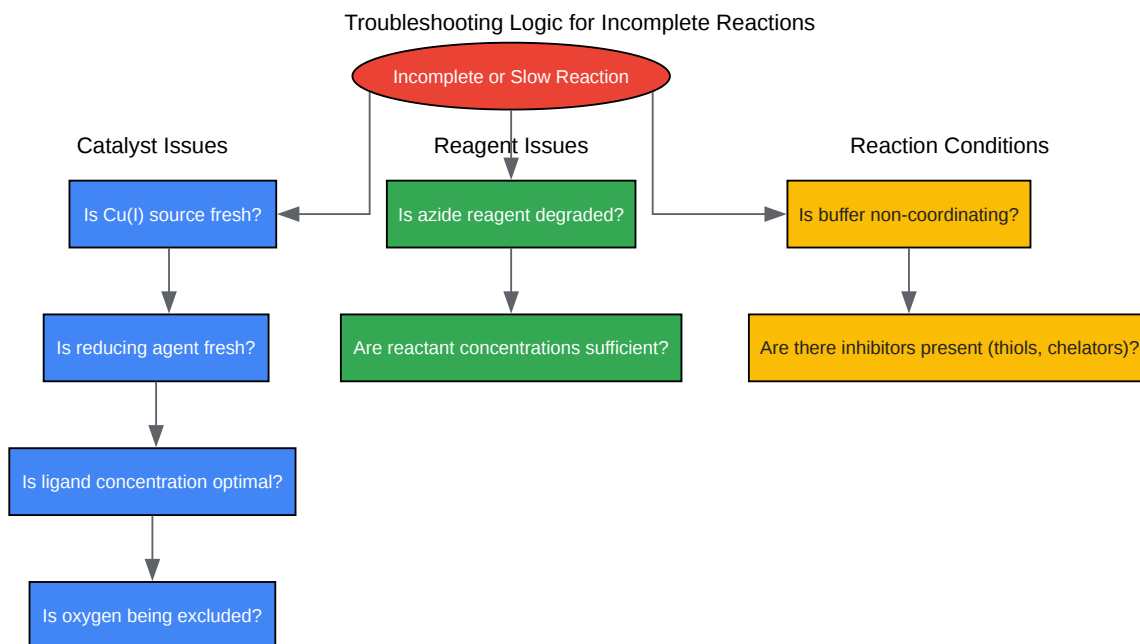 Troubleshooting Logic for Incomplete Reactions
Incomplete or Slow Reaction
Catalyst Issues
Reagent Issues
Reaction Conditions
Is Cu(I) source fresh?
Is azide reagent degraded?
Is buffer non-coordinating?
Is reducing agent fresh?
Are reactant concentrations sufficient?
Are there inhibitors present (thiols, chelators)?
Is ligand concentration optimal?
Is oxygen being excluded?